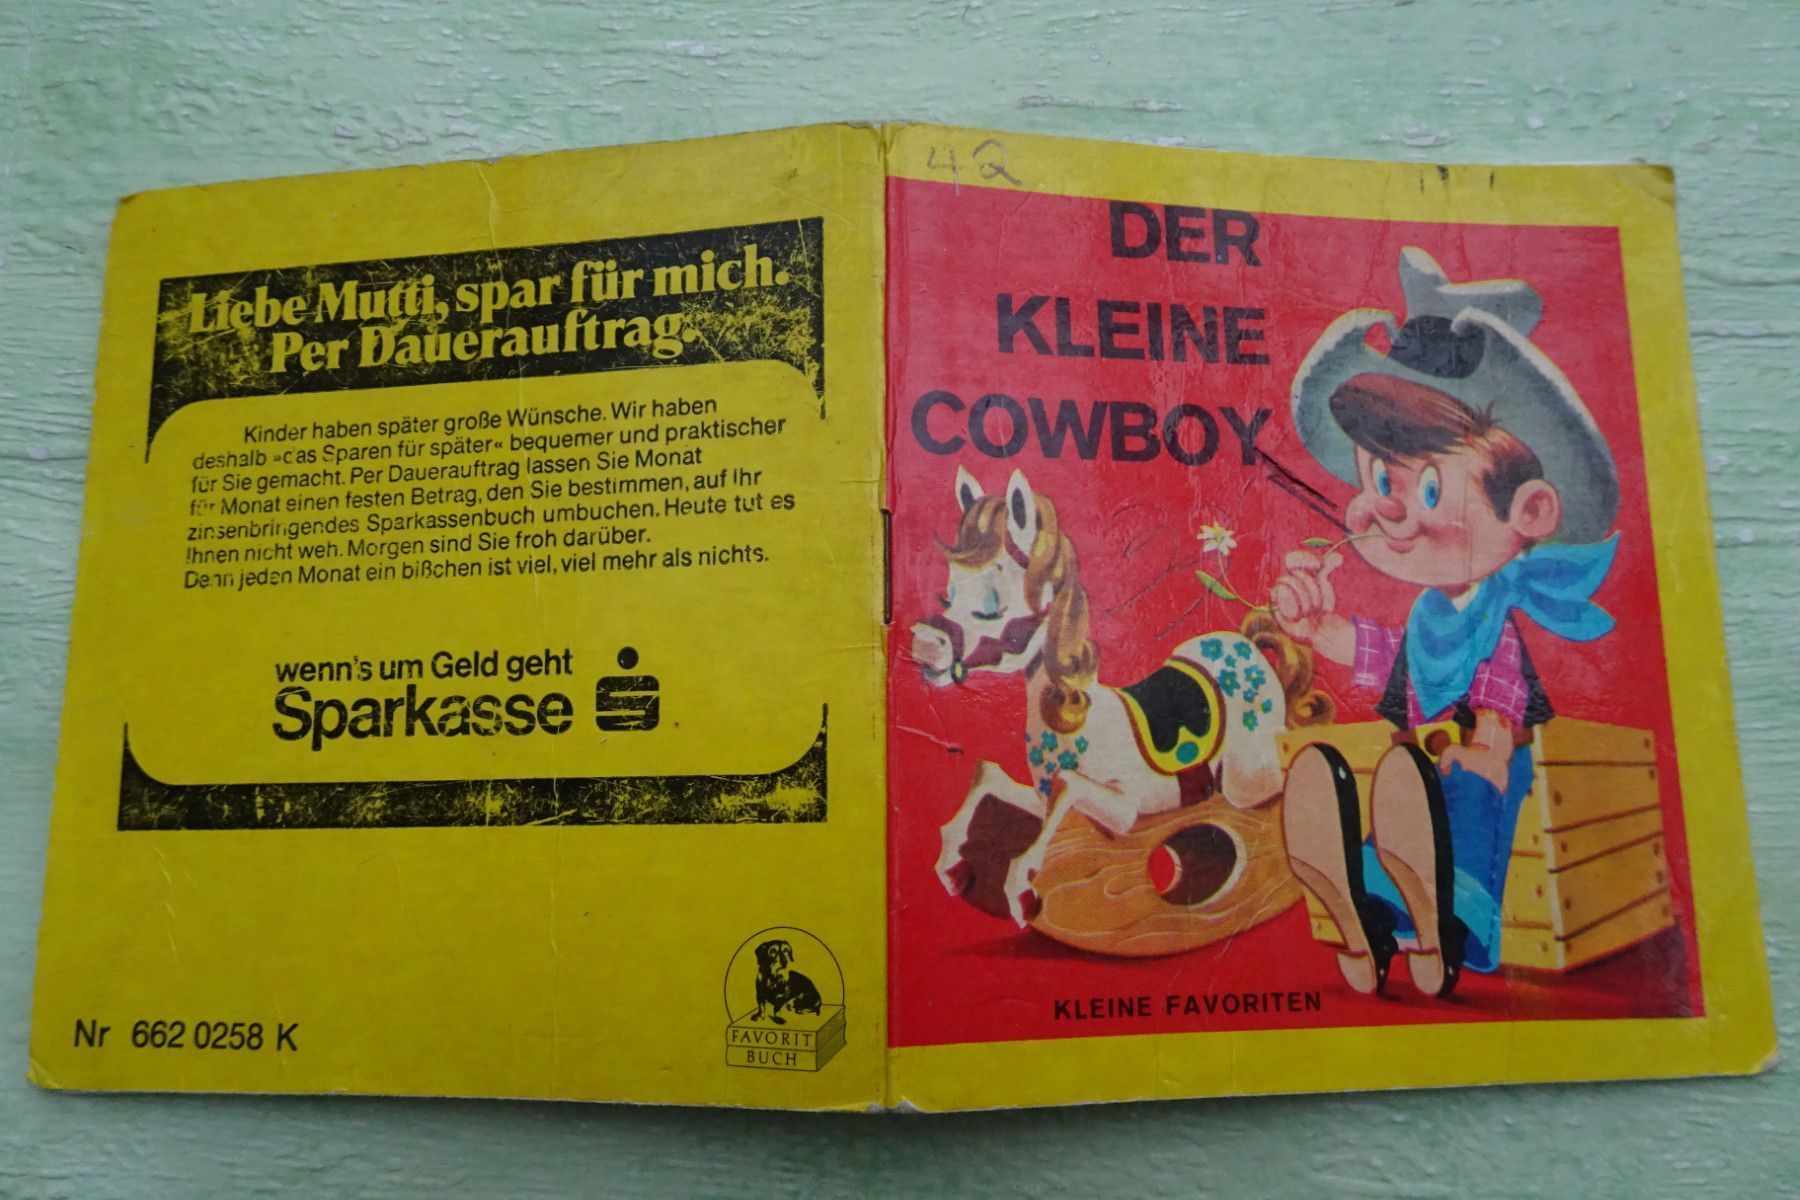 Liebe Mutti, spar für mich.
Per Dauerauftrag.
Kinder haben später große Wünsche. Wir haben
deshalb »das Sparen für später« bequemer und praktischer
für Sie gemacht. Per Dauerauftrag lassen Sie Monat
für Monat einen festen Betrag, den Sie bestimmen, auf Ihr
zinsenbringendes Sparkassenbuch umbuchen. Heute tut es
Ihnen nicht weh. Morgen sind Sie froh darüber.
Denn jeden Monat ein bißchen ist viel, viel mehr als nichts.
wenn's um Geld geht
Sparkasse
Nr 662 0258 K
FAVORIT
BUCH
42
DER
KLEINE
COWBOY
KLEINE FAVORITEN